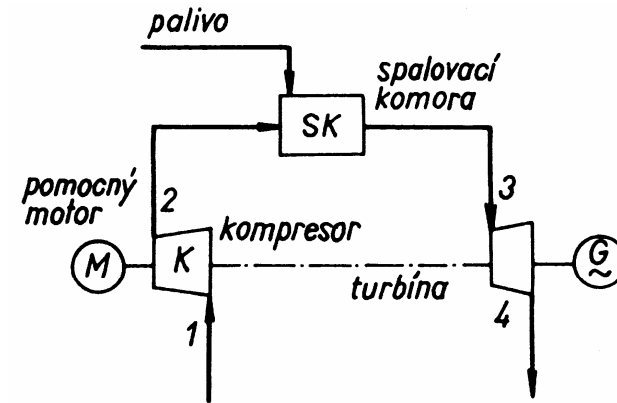 palivo
spalovací
komora
SK
pomocný
motor
2
3
kompresor
M
K
G
~
turbína
1
4